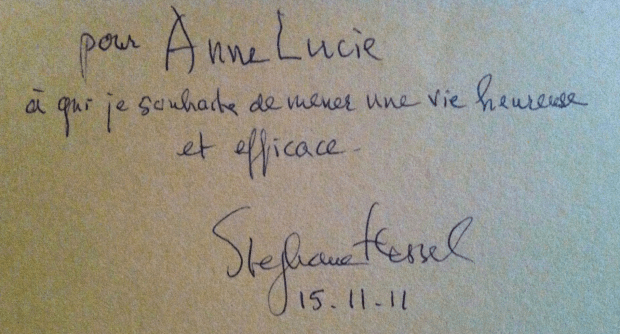 pour Anne Lucie
à qui je souhaite de mener une vie heureuse
et efficace.
Stephane Hessel
15.11.11